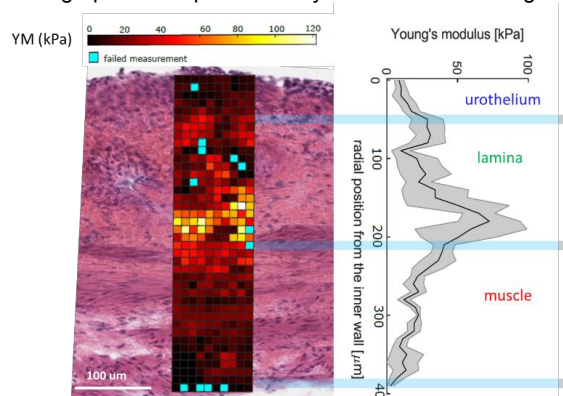 YM (kPa)
0 20 40 60 80 100 120
failed measurement
100 um
Young's modulus [kPa]
0 50 100
0
100
200
300
radial position from the inner wall [μm]
urothelium
lamina
muscle